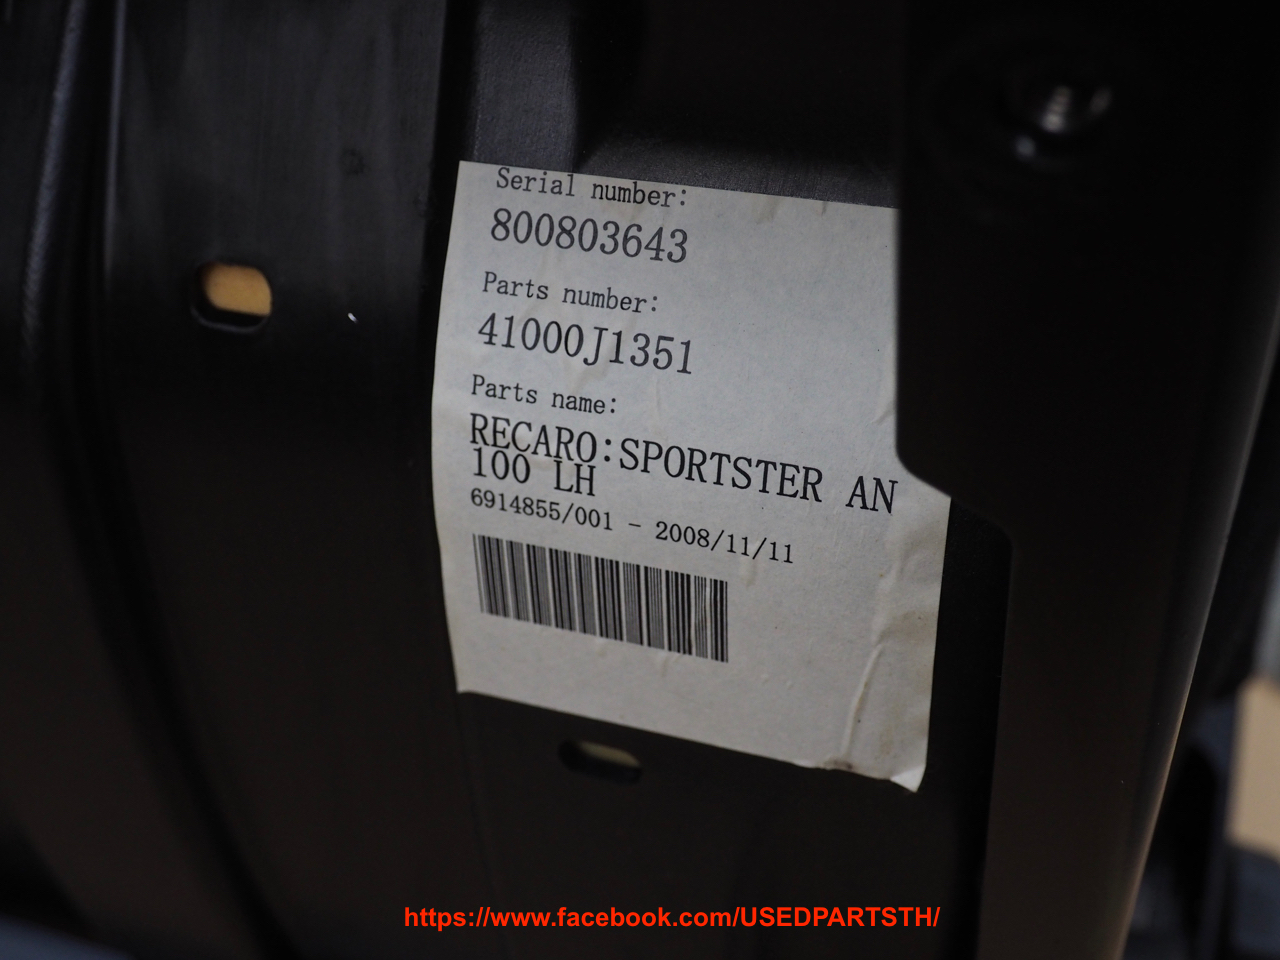 Serial number:
800803643
Parts number:
41000J1351
Parts name:
RECARO:SPORTSTER AN
100 LH
6914855/001 - 2008/11/11
https://www.facebook.com/USEDPARTSTH/